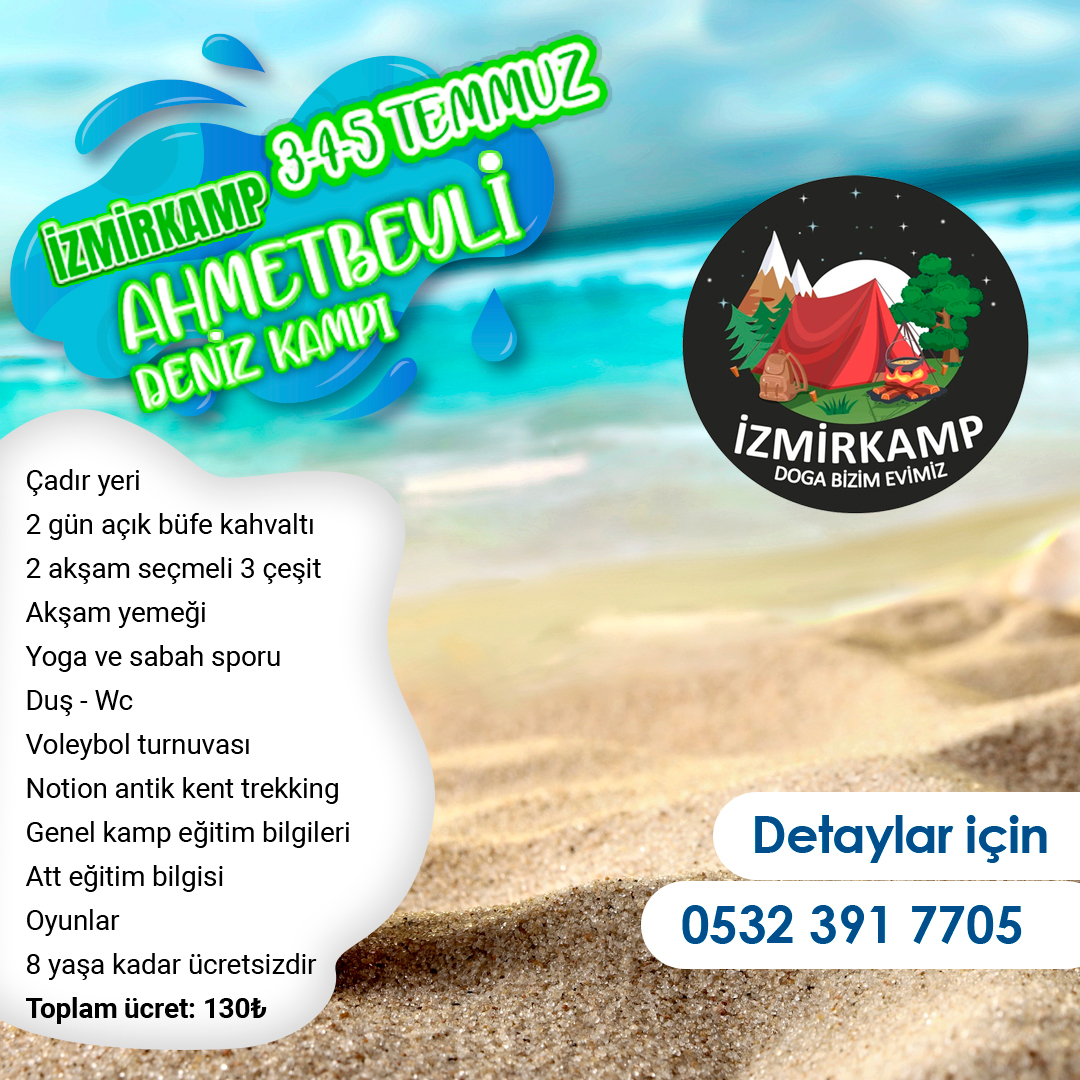 3-4-5 TEMMUZ
İZMİRKAMP
AHMETBEYLİ
DENİZ KAMPI
İZMİRKAMP
DOGA BİZİM EVİMİZ
Çadır yeri
2 gün açık büfe kahvaltı
2 akşam seçmeli 3 çeşit
Akşam yemeği
Yoga ve sabah sporu
Duş - Wc
Voleybol turnuvası
Notion antik kent trekking
Genel kamp eğitim bilgileri
Att eğitim bilgisi
Oyunlar
8 yaşa kadar ücretsizdir
Toplam ücret: 130₺
Detaylar için
0532 391 7705